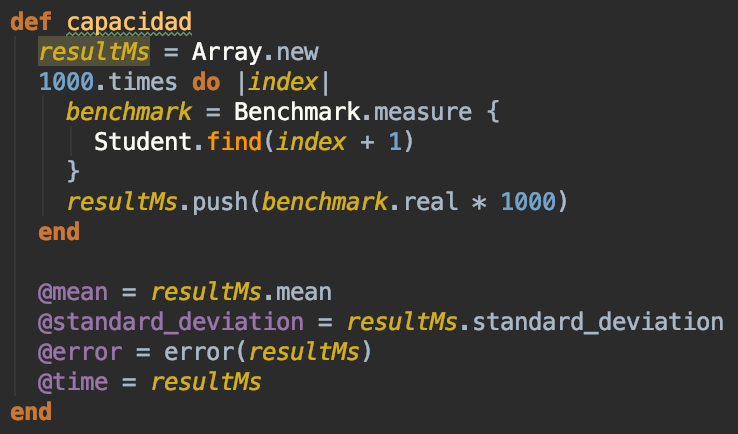 def capacidad
  resultMs = Array.new
  1000.times do |index|
    benchmark = Benchmark.measure {
      Student.find(index + 1)
    }
    resultMs.push(benchmark.real * 1000)
  end

  @mean = resultMs.mean
  @standard_deviation = resultMs.standard_deviation
  @error = error(resultMs)
  @time = resultMs
end